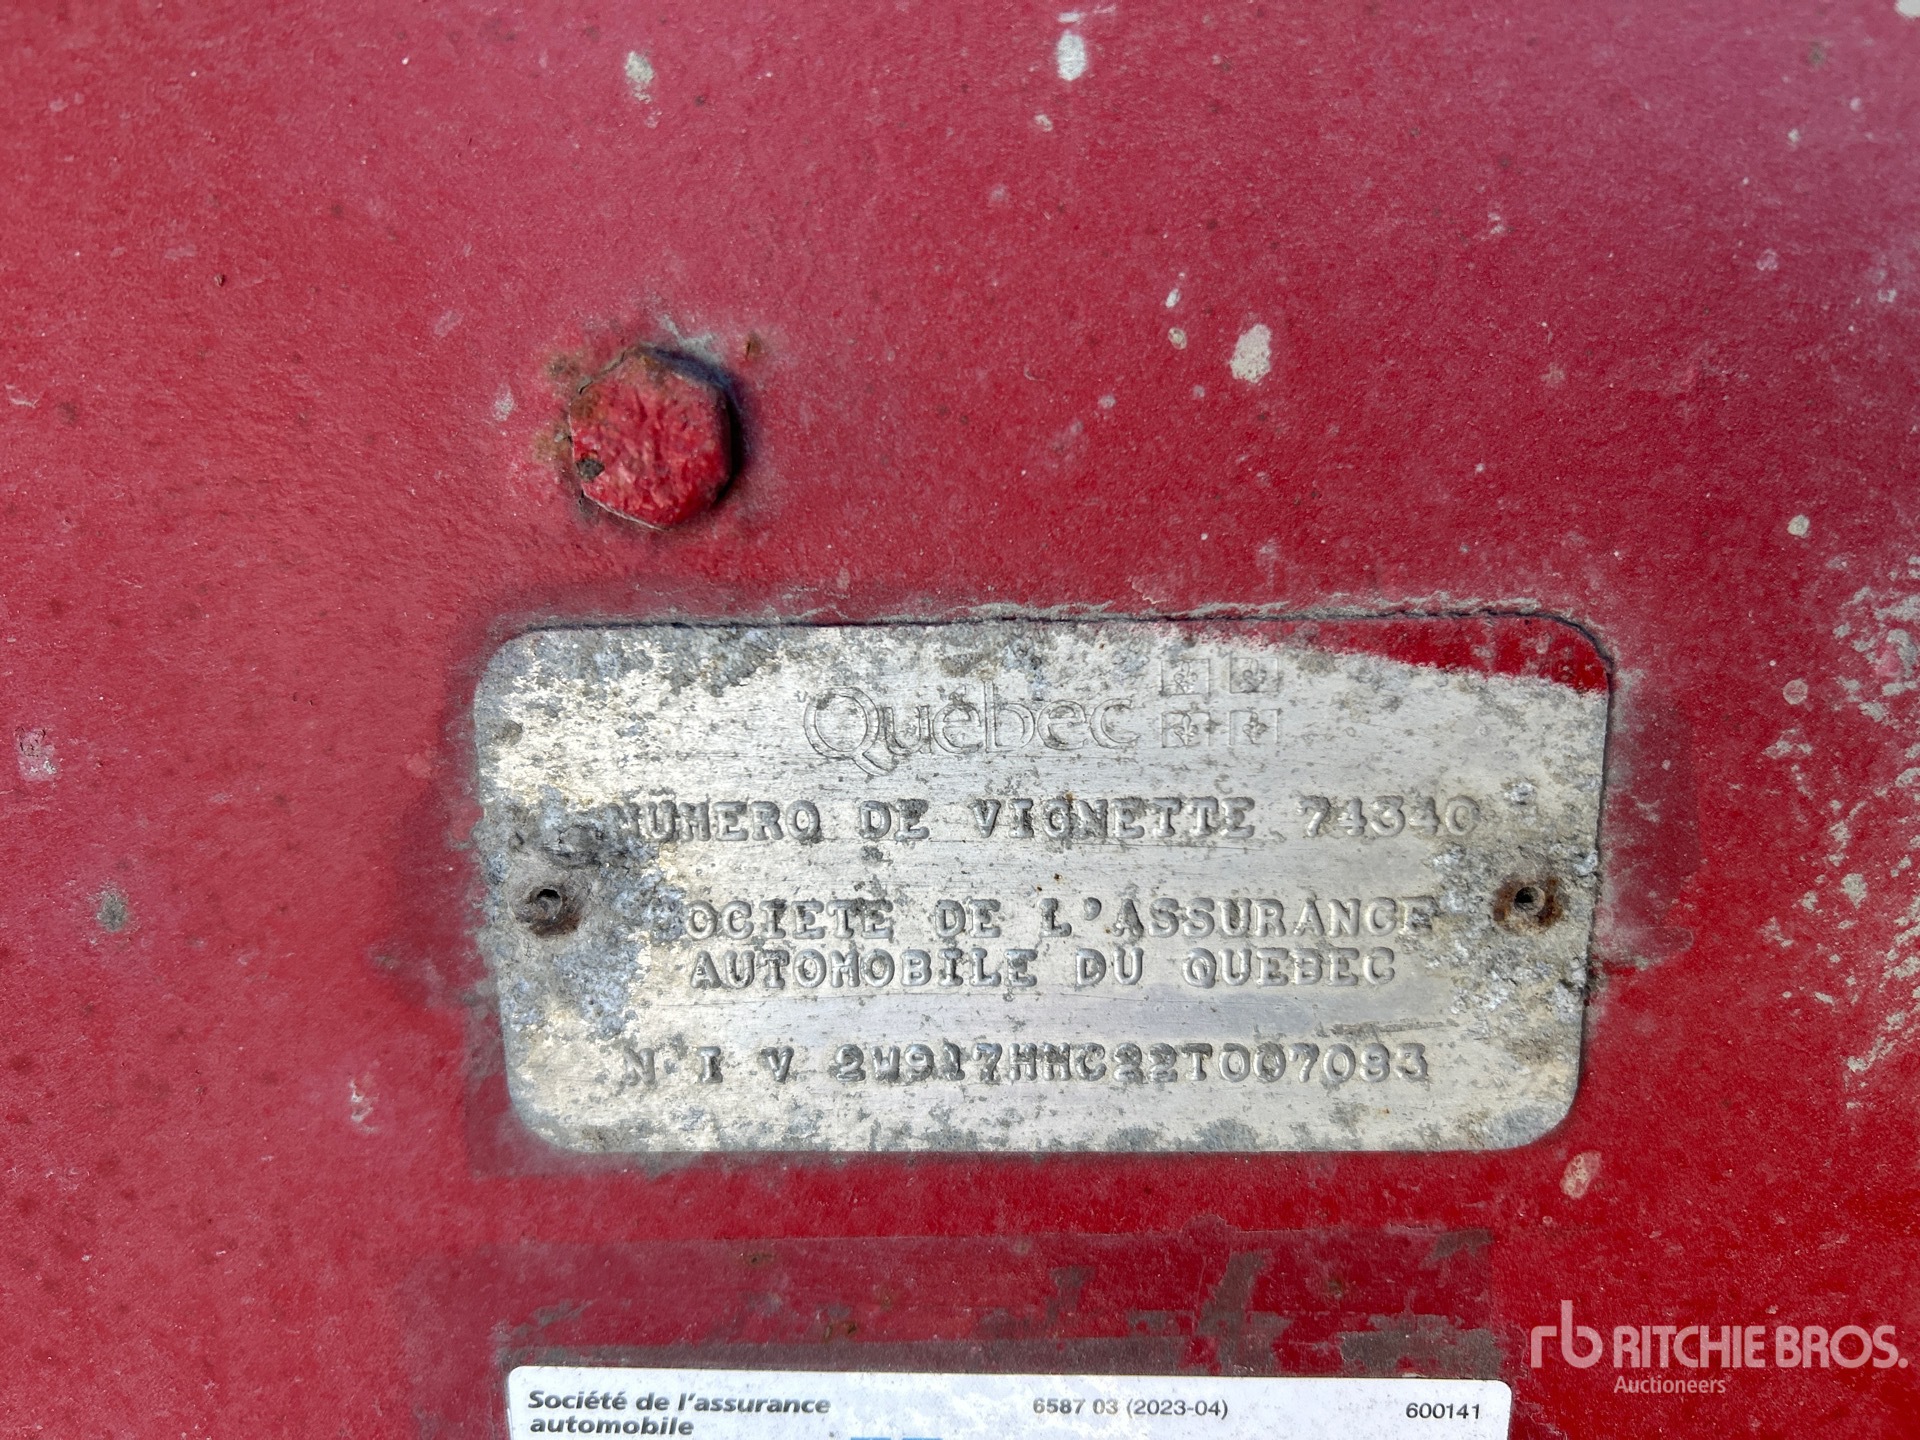 Québec
NUMERO DE VIGNETTE 74340
SOCIETE DE L'ASSURANCE
AUTOMOBILE DU QUEBEC
N I V 2W917HMC22T007083
Société de l'assurance
automobile
6587 03 (2023-04)
600141
rb RITCHIE BROS.
Auctioneers